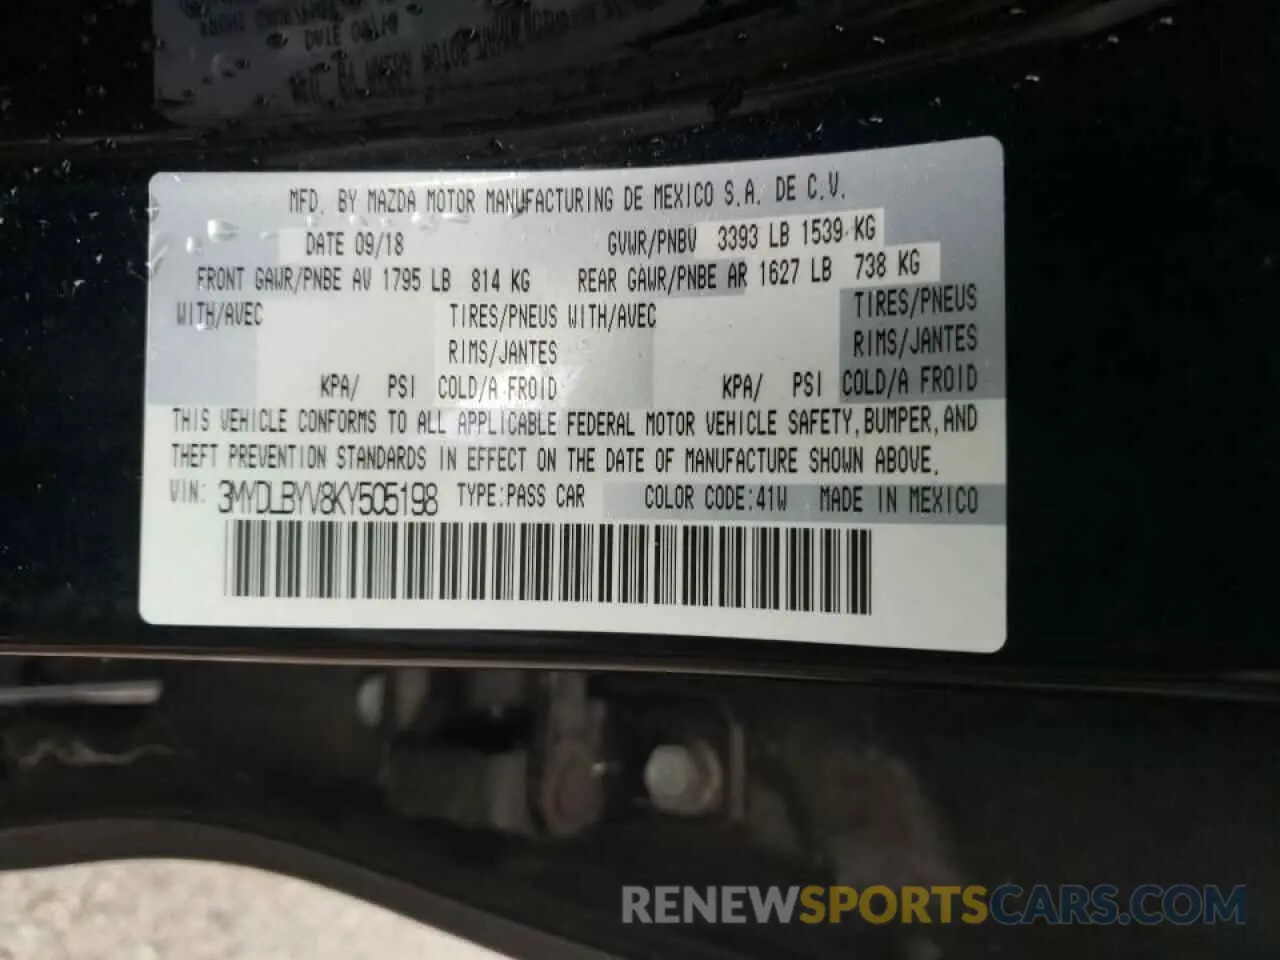 MFD. BY MAZDA MOTOR MANUFACTURING DE MEXICO S.A. DE C.V.
DATE 09/18 GVWR/PNBV 3393 LB 1539 KG
FRONT GAWR/PNBE AV 1795 LB 814 KG REAR GAWR/PNBE AR 1627 LB 738 KG
WITH/AVEC TIRES/PNEUS WITH/AVEC TIRES/PNEUS
RIMS/JANTES RIMS/JANTES
KPA/ PSI COLD/A FROID KPA/ PSI COLD/A FROID
THIS VEHICLE CONFORMS TO ALL APPLICABLE FEDERAL MOTOR VEHICLE SAFETY, BUMPER, AND
THEFT PREVENTION STANDARDS IN EFFECT ON THE DATE OF MANUFACTURE SHOWN ABOVE.
VIN: 3MYDLBYV8KY505198 TYPE:PASS CAR COLOR CODE:41W MADE IN MEXICO
RENEWSPORTSCARS.COM